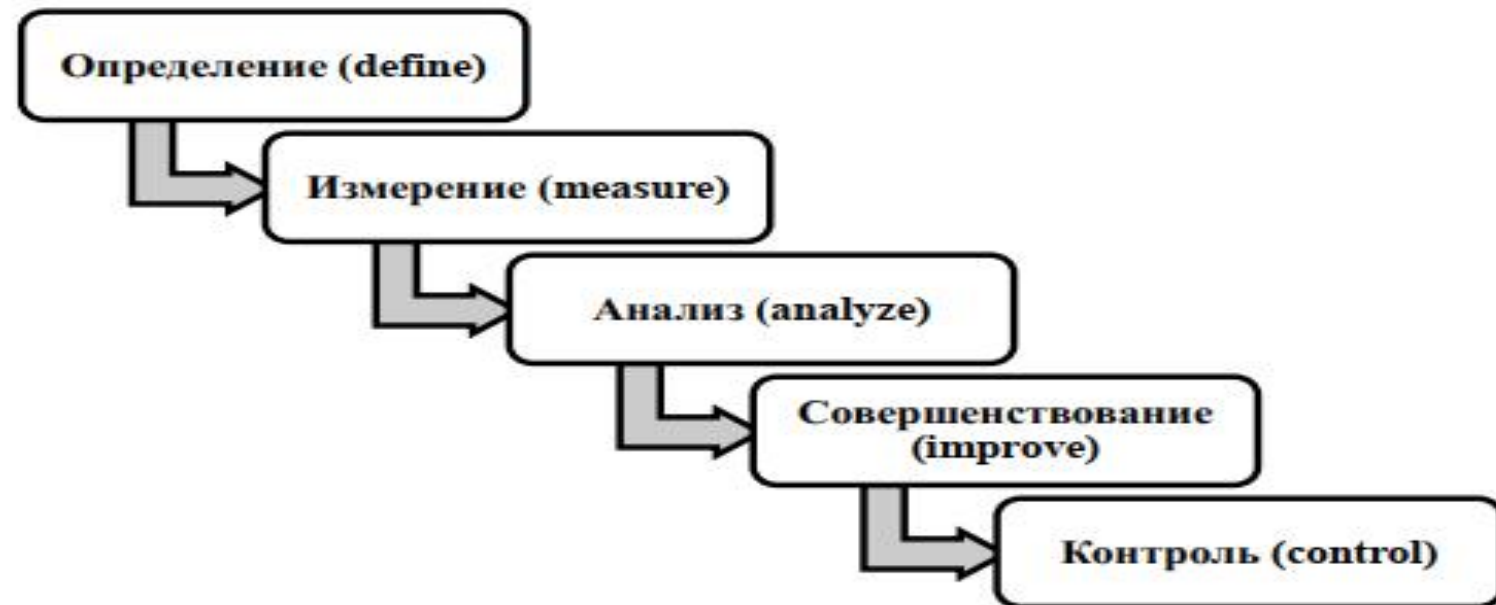 Определение (define)
Измерение (measure)
Анализ (analyze)
Совершенствование
(improve)
Контроль (control)